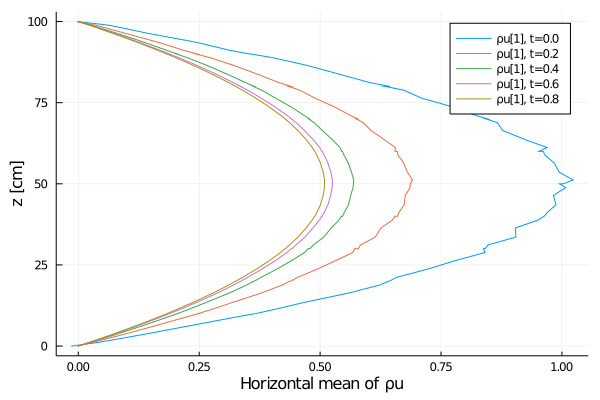 100
75
50
25
0
z [cm]
ρu[1], t=0.0
ρu[1], t=0.2
ρu[1], t=0.4
ρu[1], t=0.6
ρu[1], t=0.8
0.00 0.25 0.50 0.75 1.00
Horizontal mean of ρu